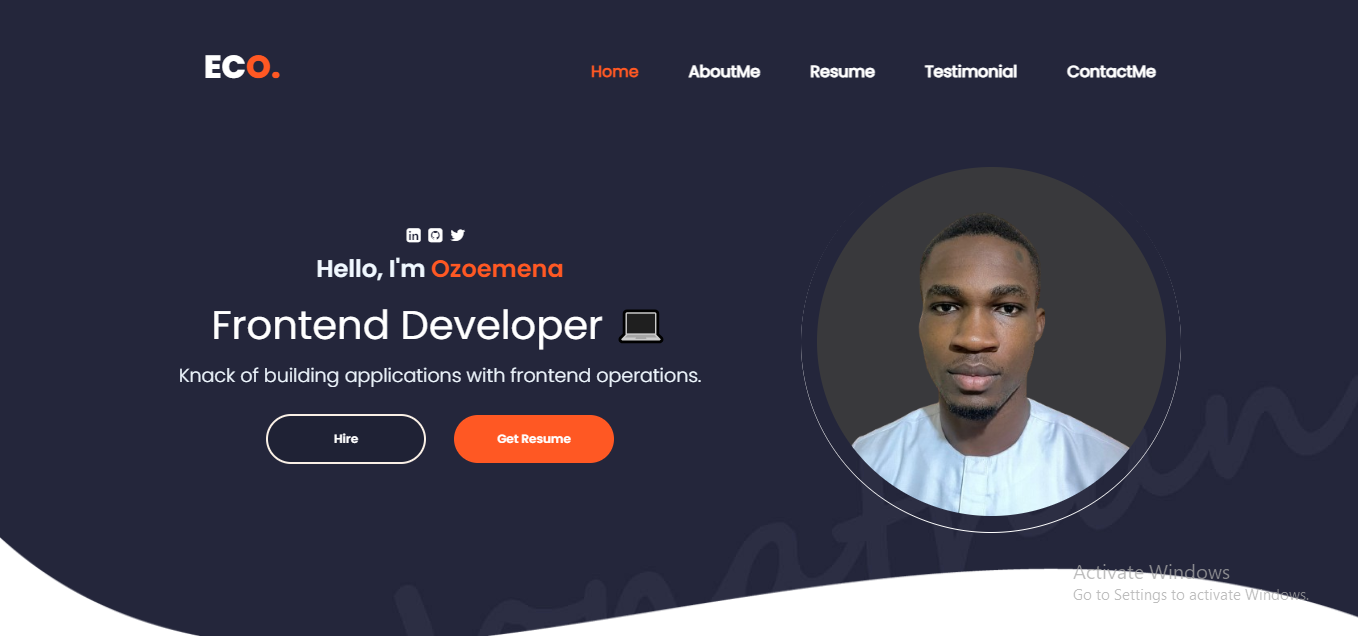 ECO.
Home AboutMe Resume Testimonial ContactMe
Hello, I'm Ozoemena
Frontend Developer 💻
Knack of building applications with frontend operations.
Hire Get Resume
Activate Windows
Go to Settings to activate Windows.